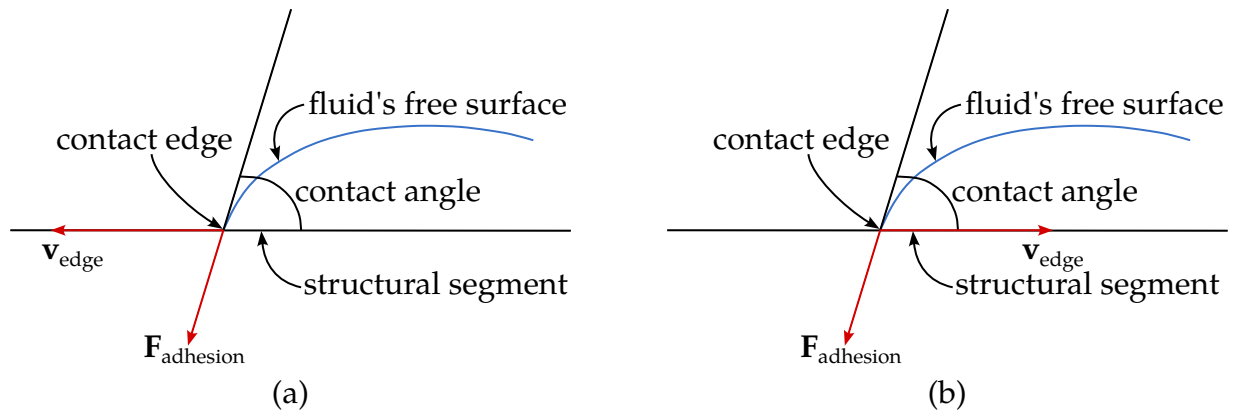 fluid's free surface
contact edge
contact angle
v_edge
structural segment
F_adhesion
(a)
fluid's free surface
contact edge
contact angle
v_edge
structural segment
F_adhesion
(b)